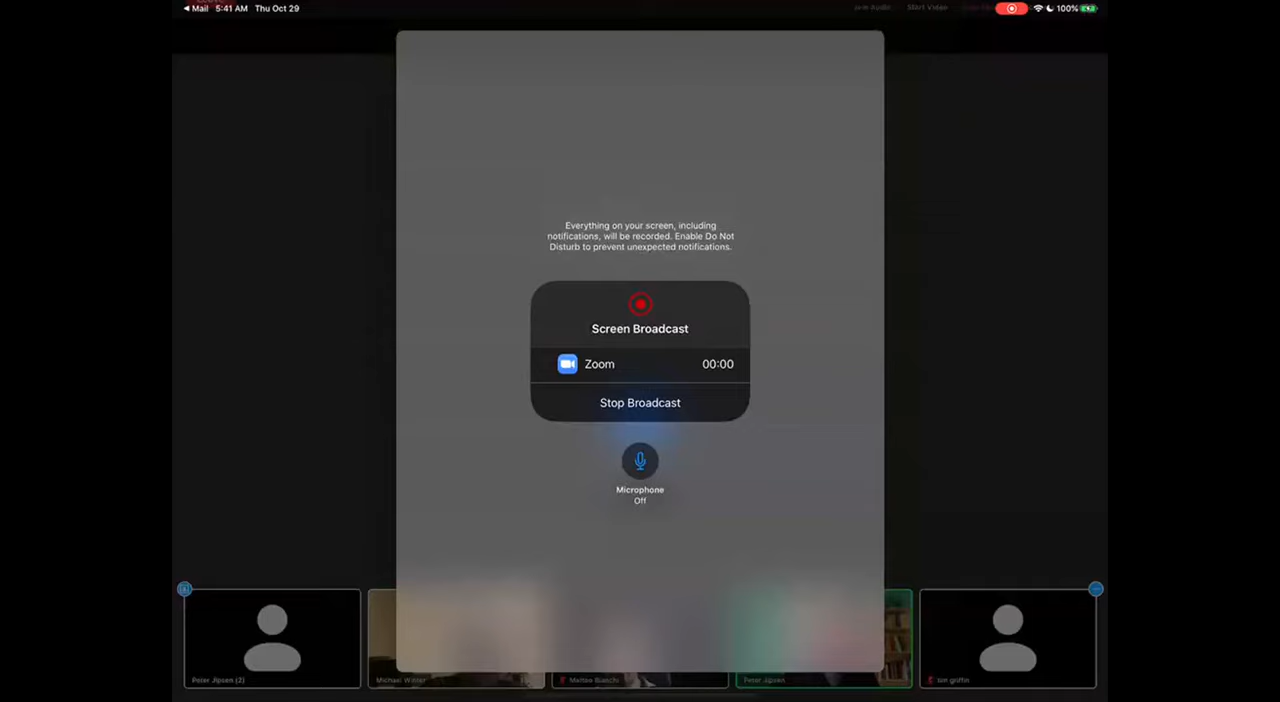 Mail 5:41 AM Thu Oct 29
Start Video
100%
Everything on your screen, including
notifications, will be recorded. Enable Do Not
Disturb to prevent unexpected notifications.
Screen Broadcast
Zoom 00:00
Stop Broadcast
Microphone
Off
Peter Jipsen (2)
Michael Winter
Matteo Bianchi
Peter Jipsen
tim griffin